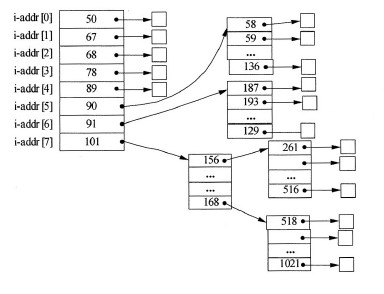 i-addr [0] 50
i-addr [1] 67
i-addr [2] 68
i-addr [3] 78
i-addr [4] 89
i-addr [5] 90
i-addr [6] 91
i-addr [7] 101
58
59
...
136
187
193
...
129
156
...
...
168
261
...
516
518
...
1021